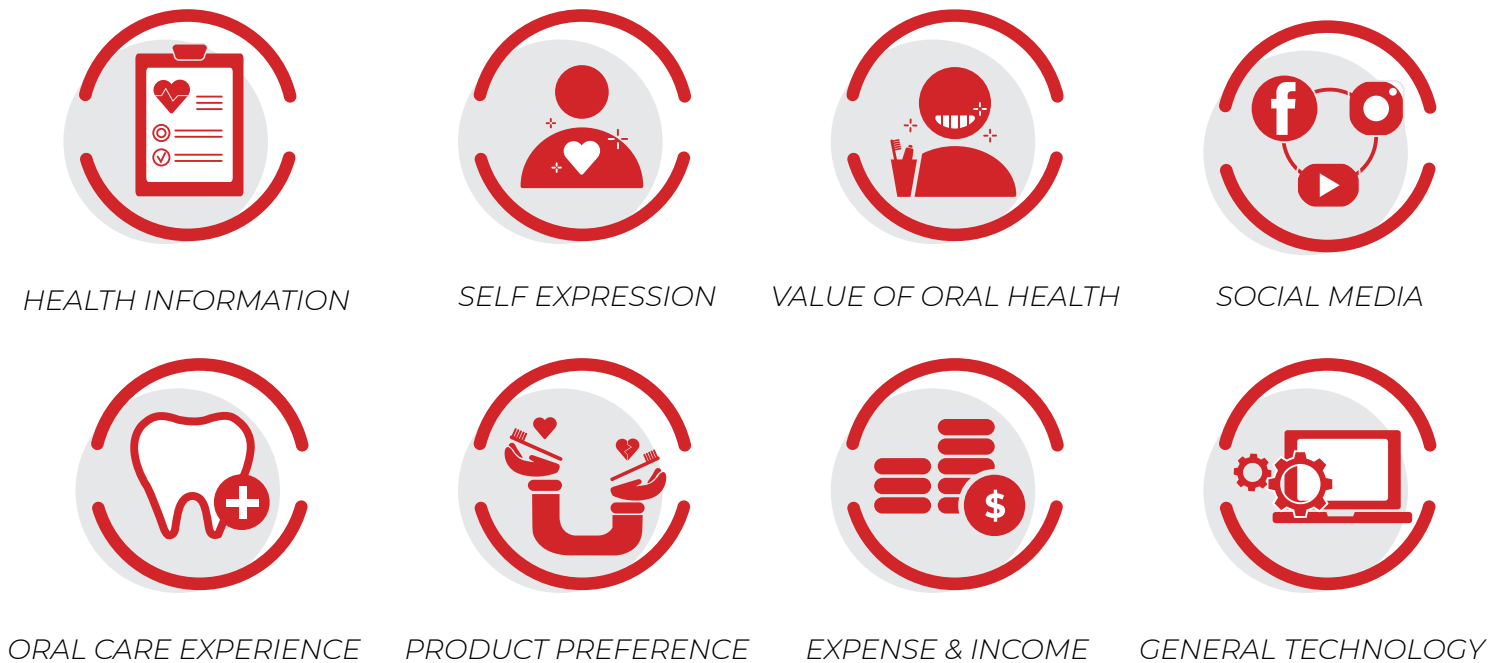 HEALTH INFORMATION
SELF EXPRESSION
VALUE OF ORAL HEALTH
SOCIAL MEDIA
f
$
ORAL CARE EXPERIENCE
PRODUCT PREFERENCE
EXPENSE & INCOME
GENERAL TECHNOLOGY